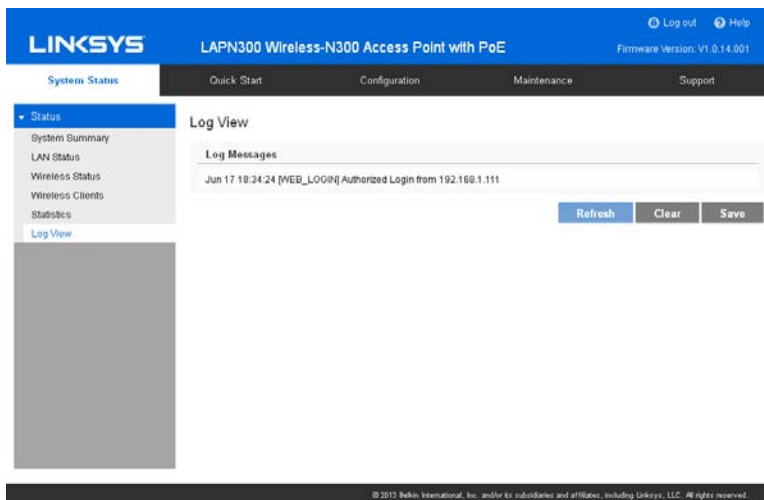 Log out Help
LINKSYS LAPN300 Wireless-N300 Access Point with PoE Firmware Version: V1.0.14.001
System Status Quick Start Configuration Maintenance Support
Status
System Summary
LAN Status
Wireless Status
Wireless Clients
Statistics
Log View
Log View
Log Messages
Jun 17 18:34:24 [WEB_LOGIN] Authorized Login from 192.168.1.111
Refresh Clear Save
© 2013 Belkin International, Inc. and/or its subsidiaries and affiliates, including Linksys, LLC. All rights reserved.